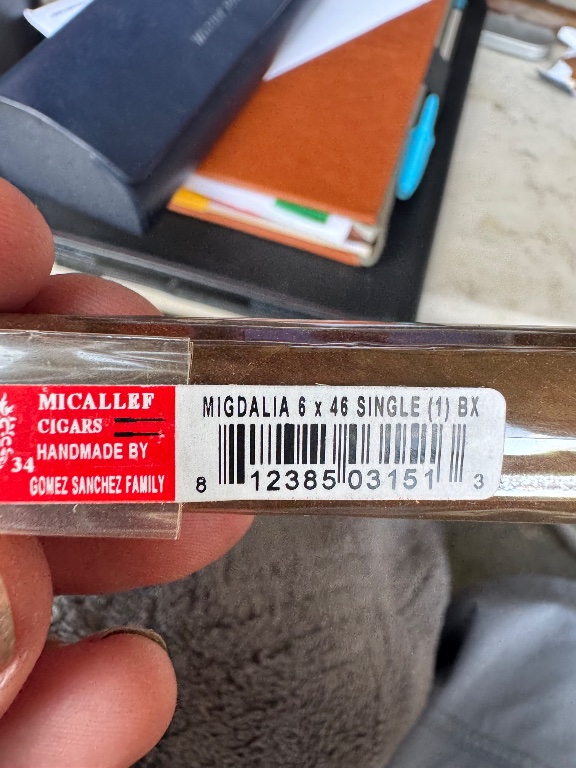 MICALLEF
CIGARS
HANDMADE BY
34
GOMEZ SANCHEZ FAMILY
MIGDALIA 6 x 46 SINGLE (1) BX
8 12385 03151 3